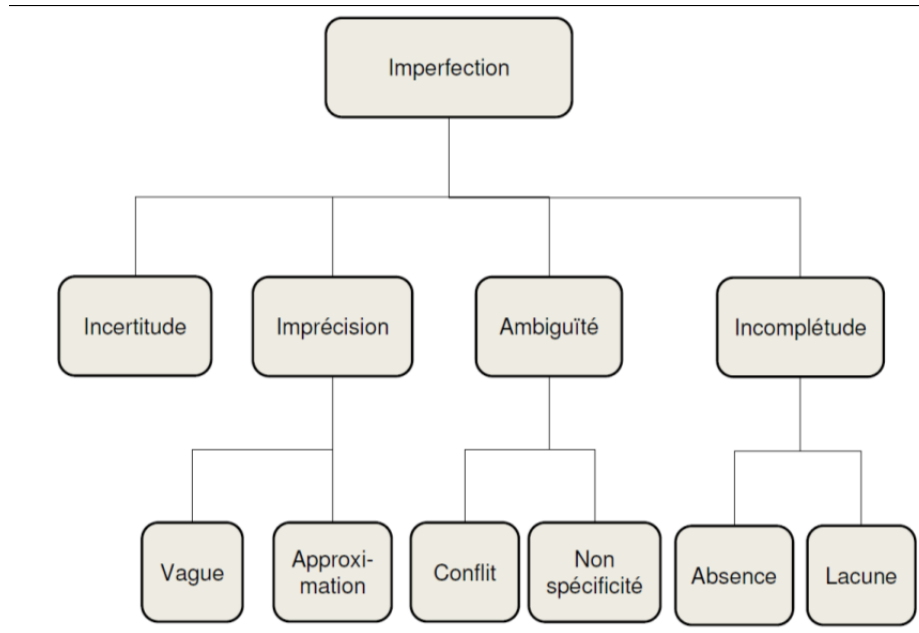 Imperfection
Incertitude
Imprécision
Ambiguïté
Incomplétude
Vague
Approxi-
mation
Conflit
Non
spécificité
Absence
Lacune